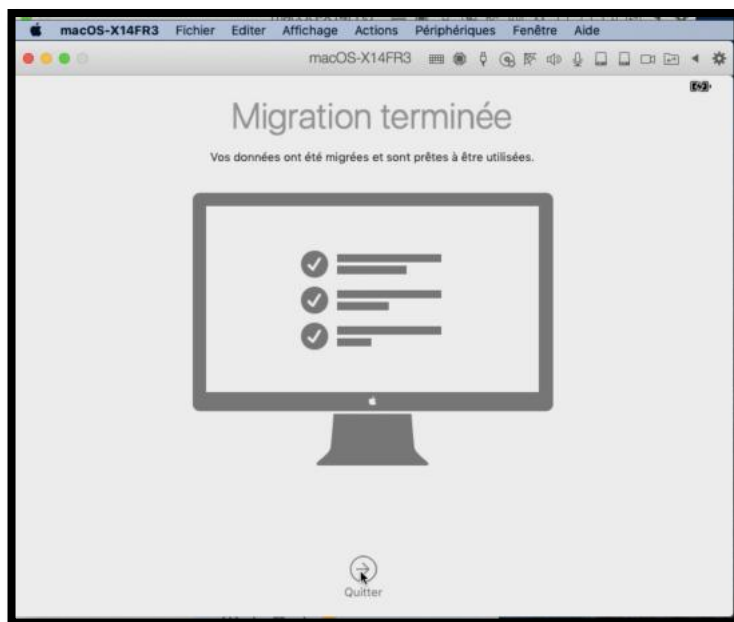 macOS-X14FR3 Fichier Editer Affichage Actions Périphériques Fenêtre Aide
macOS-X14FR3
Migration terminée
Vos données ont été migrées et sont prêtes à être utilisées.
Quitter